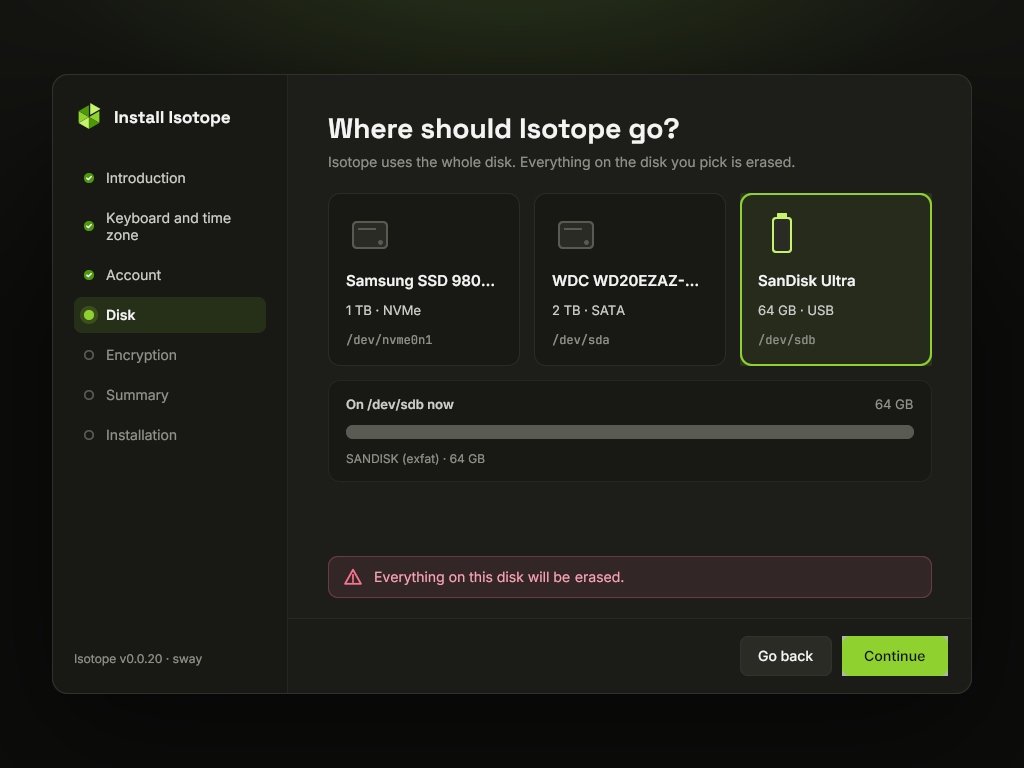 Install Isotope
Introduction
Keyboard and time
zone
Account
Disk
Encryption
Summary
Installation
Isotope v0.0.20 · sway
Where should Isotope go?
Isotope uses the whole disk. Everything on the disk you pick is erased.
Samsung SSD 980…
1 TB · NVMe
/dev/nvme0n1
WDC WD20EZAZ-…
2 TB · SATA
/dev/sda
SanDisk Ultra
64 GB · USB
/dev/sdb
On /dev/sdb now
64 GB
SANDISK (exfat) · 64 GB
Everything on this disk will be erased.
Go back
Continue